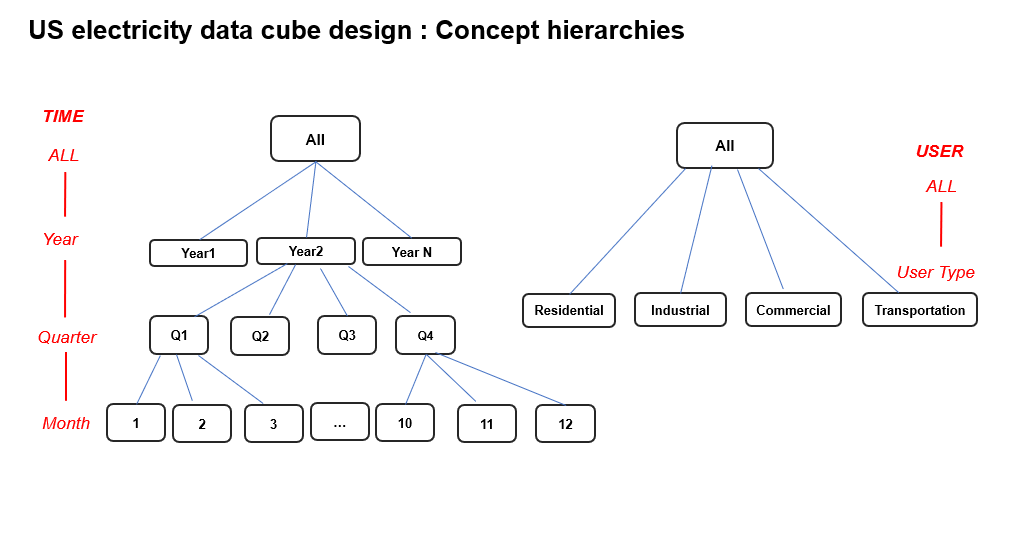 US electricity data cube design : Concept hierarchies
TIME
ALL
Year
Quarter
Month
All
Year1
Year2
Year N
Q1
Q2
Q3
Q4
1
2
3
...
10
11
12
All
Residential
Industrial
Commercial
Transportation
USER
ALL
User Type